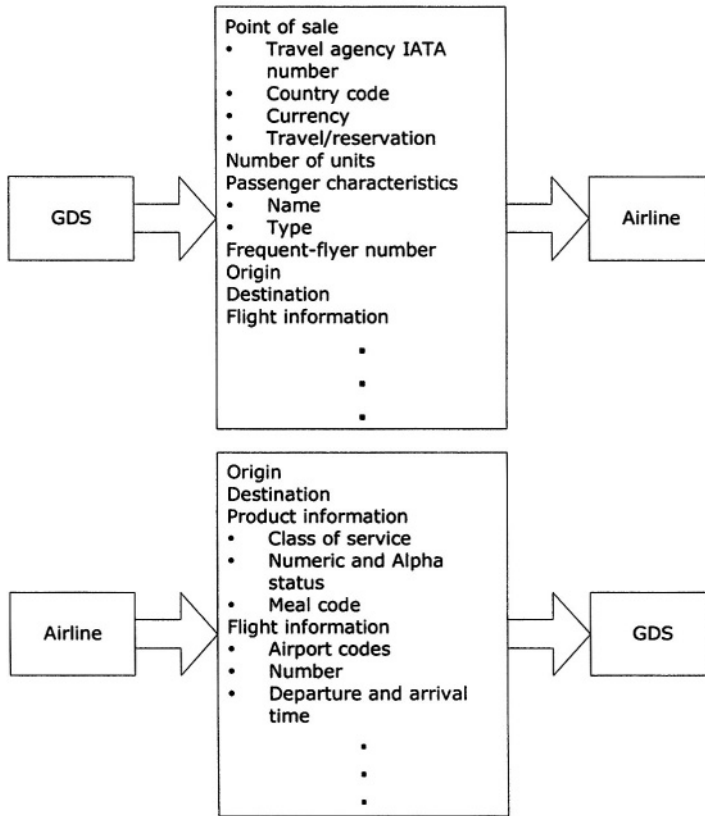 Point of sale
• Travel agency IATA
number
• Country code
• Currency
• Travel/reservation
Number of units
Passenger characteristics
• Name
• Type
Frequent-flyer number
Origin
Destination
Flight information
GDS
Airline
Origin
Destination
Product information
• Class of service
• Numeric and Alpha
status
• Meal code
Flight information
• Airport codes
• Number
• Departure and arrival
time
Airline
GDS